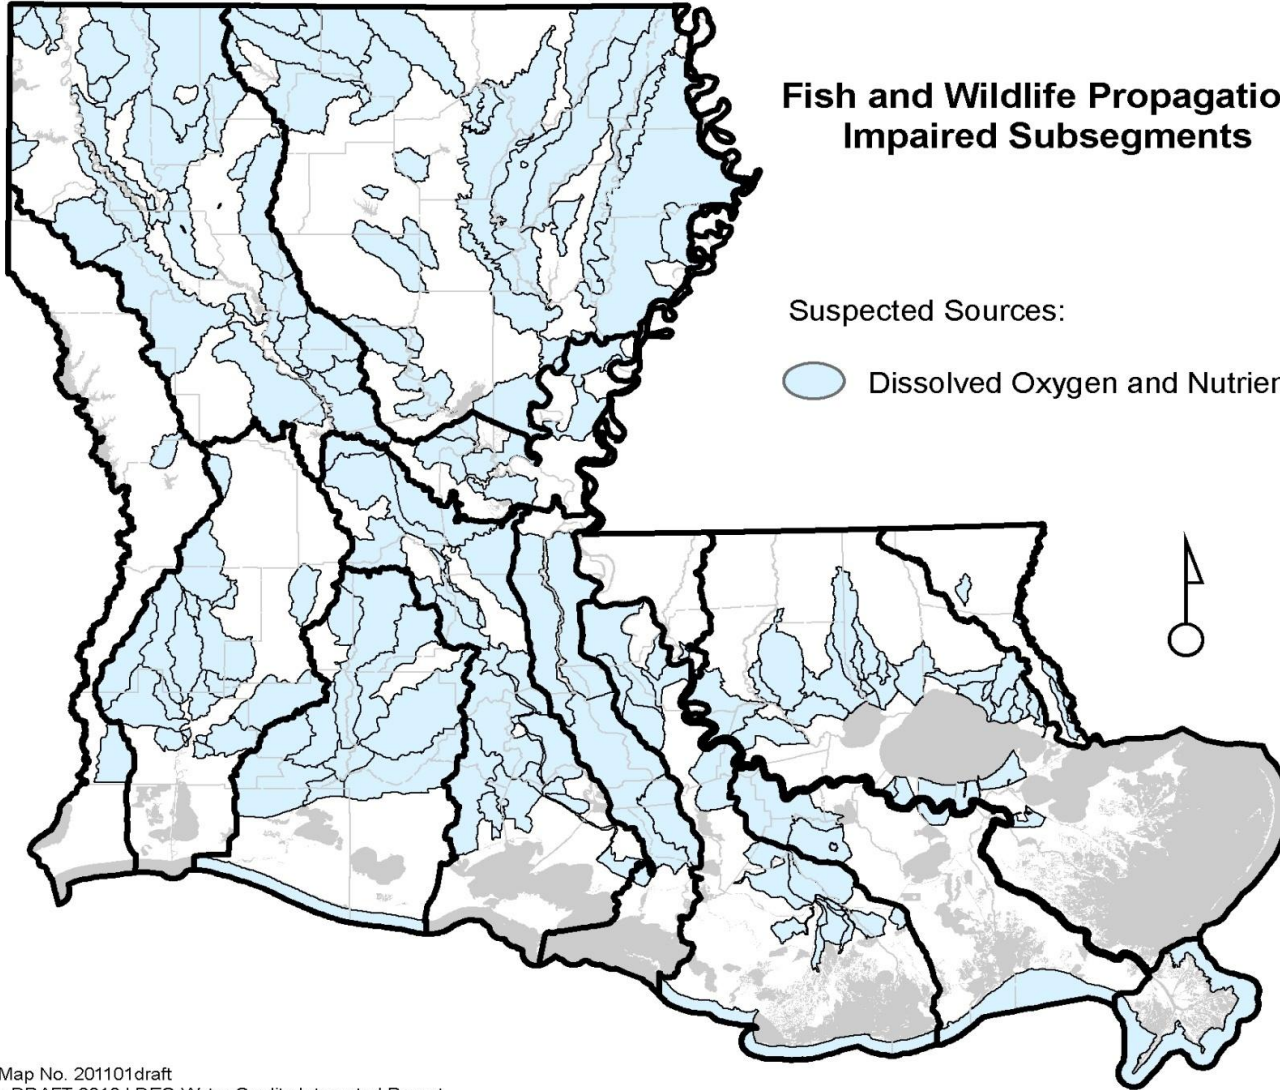 Fish and Wildlife Propagatio
Impaired Subsegments
Suspected Sources:
Dissolved Oxygen and Nutrien
Map No. 201101draft